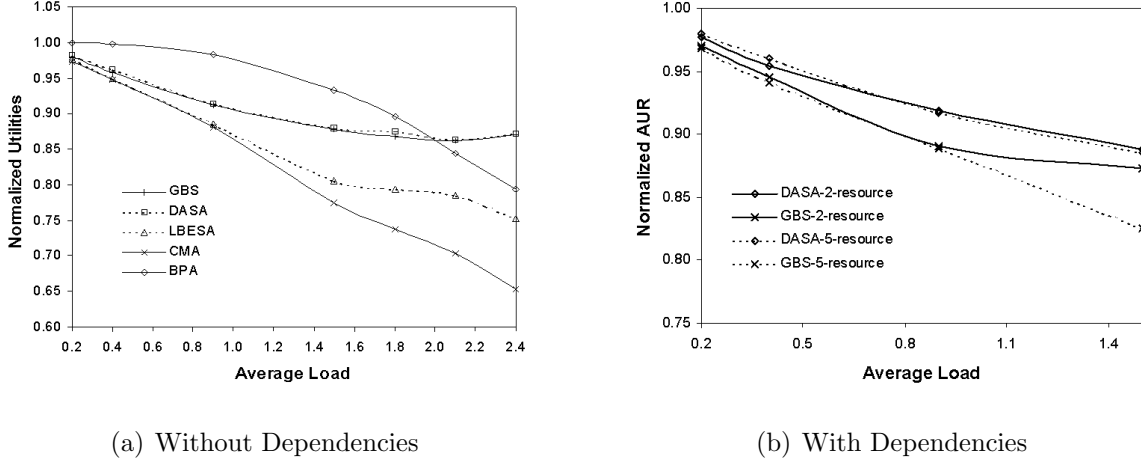 1.05
1.00
0.95
0.90
0.85
0.80
0.75
0.70
0.65
0.60
Normalized Utilities
GBS
DASA
LBESA
CMA
BPA
0.2 0.4 0.6 0.8 1.0 1.2 1.4 1.6 1.8 2.0 2.2 2.4
Average Load
(a) Without Dependencies
1.00
0.95
0.90
0.85
0.80
0.75
Normalized AUR
DASA-2-resource
GBS-2-resource
DASA-5-resource
GBS-5-resource
0.2 0.5 0.8 1.1 1.4
Average Load
(b) With Dependencies